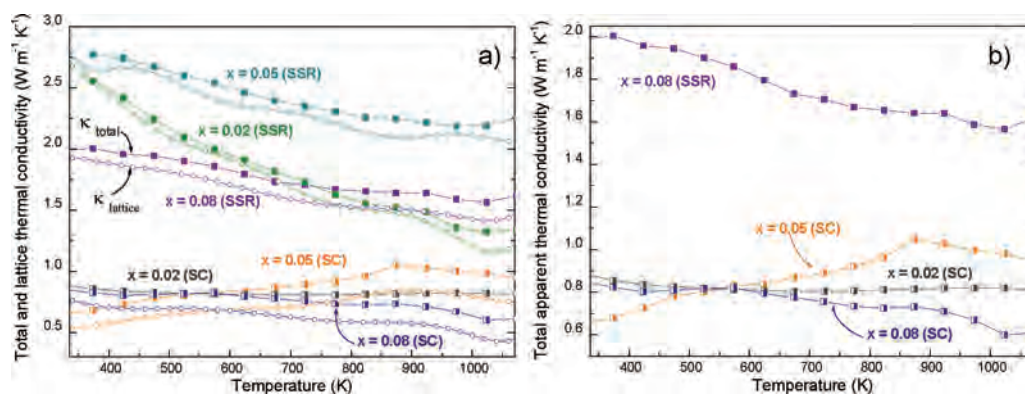 Total and lattice thermal conductivity (W m⁻¹ K⁻¹)
3.0
2.5
2.0
1.5
1.0
0.5
a)
x = 0.05 (SSR)
x = 0.02 (SSR)
κ total
x = 0.08 (SSR)
κ lattice
x = 0.05 (SC)
x = 0.02 (SC)
x = 0.08 (SC)
400 500 600 700 800 900 1000
Temperature (K)
Total apparent thermal conductivity (W m⁻¹ K⁻¹)
2.0
1.8
1.6
1.4
1.2
1.0
0.8
0.6
b)
x = 0.08 (SSR)
x = 0.05 (SC)
x = 0.02 (SC)
x = 0.08 (SC)
400 500 600 700 800 900 1000
Temperature (K)